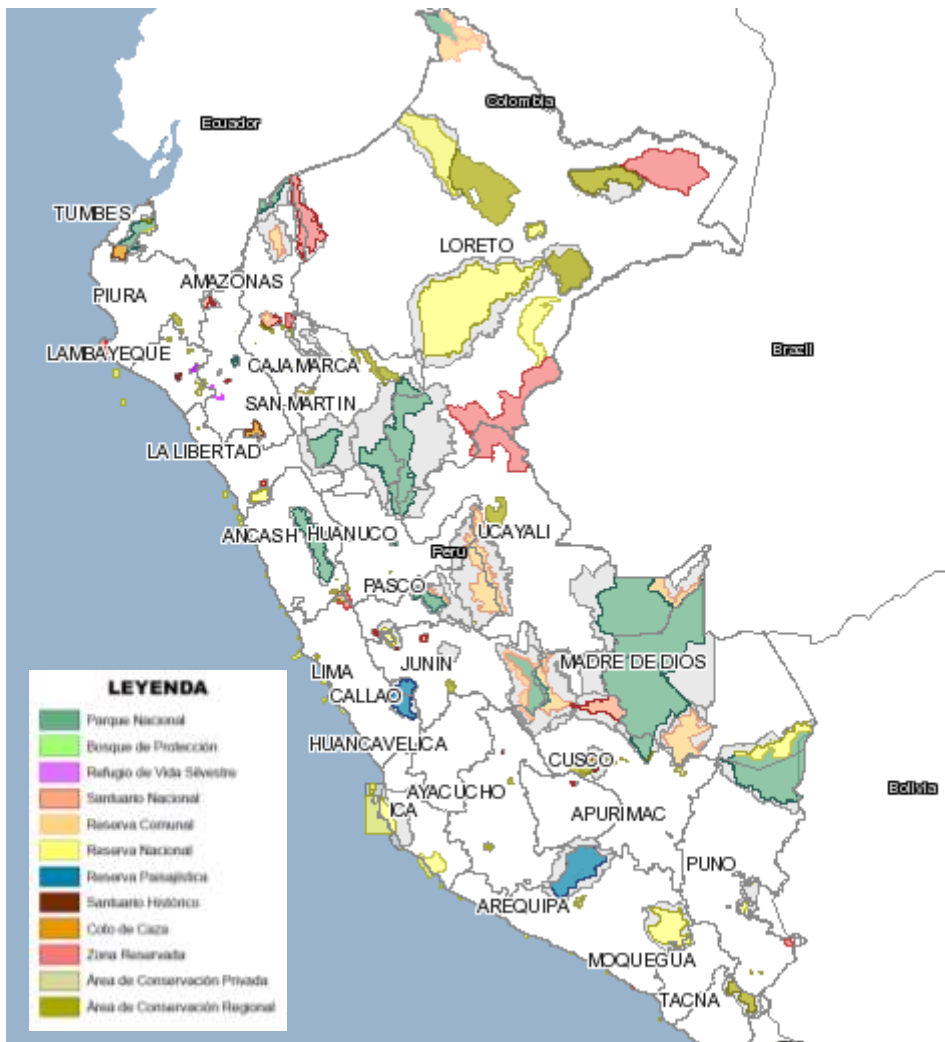 Colombia
Ecuador
TUMBES
LORETO
AMAZONAS
PIURA
LAMBAYEQUE
Brazil
CAJAMARCA
SAN MARTIN
LA LIBERTAD
ANCASH
HUANUCO
UCAYALI
Peru
PASCO
MADRE DE DIOS
JUNIN
LIMA
CALLAO
HUANCAVELICA
CUSCO
AYACUCHO
Bolivia
ICA
APURIMAC
PUNO
AREQUIPA
MOQUEGUA
TACNA
LEYENDA
Parque Nacional
Bosque de Protección
Refugio de Vida Silvestre
Santuario Nacional
Reserva Comunal
Reserva Nacional
Reserva Paisajística
Santuario Histórico
Coto de Caza
Zona Reservada
Área de Conservación Privada
Área de Conservación Regional